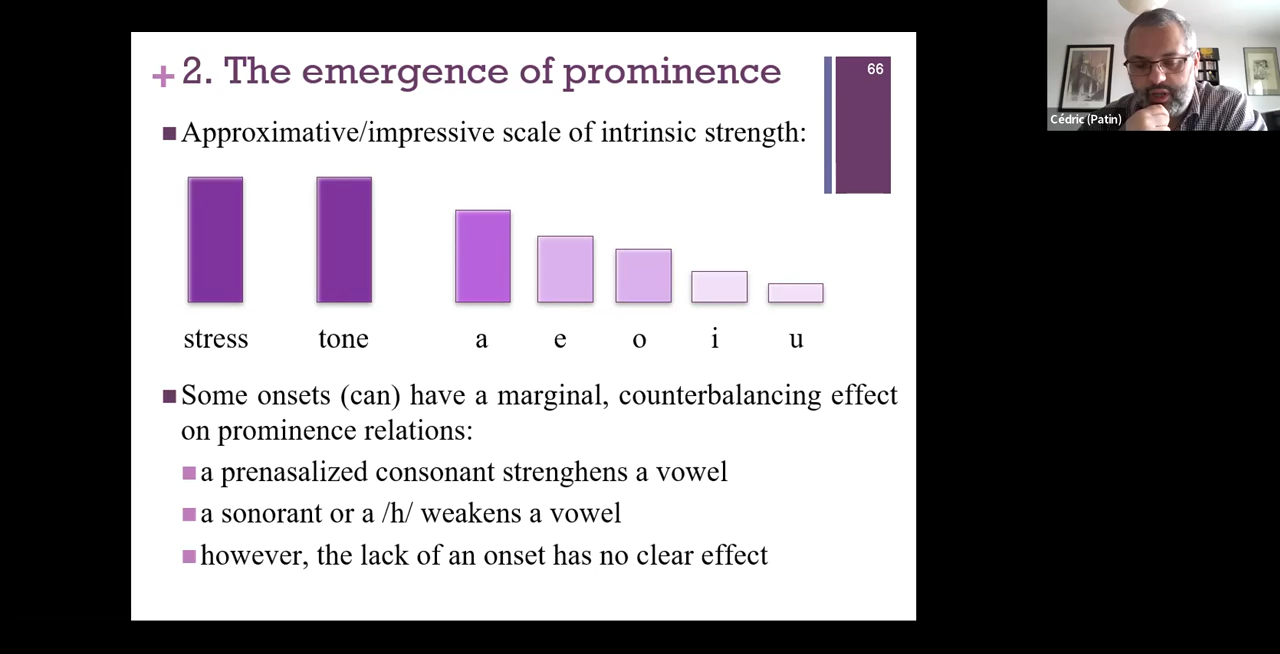 + 2. The emergence of prominence
66
Approximative/impressive scale of intrinsic strength:
stress tone a e o i u
Some onsets (can) have a marginal, counterbalancing effect
on prominence relations:
a prenasalized consonant strenghens a vowel
a sonorant or a /h/ weakens a vowel
however, the lack of an onset has no clear effect
Cédric (Patin)